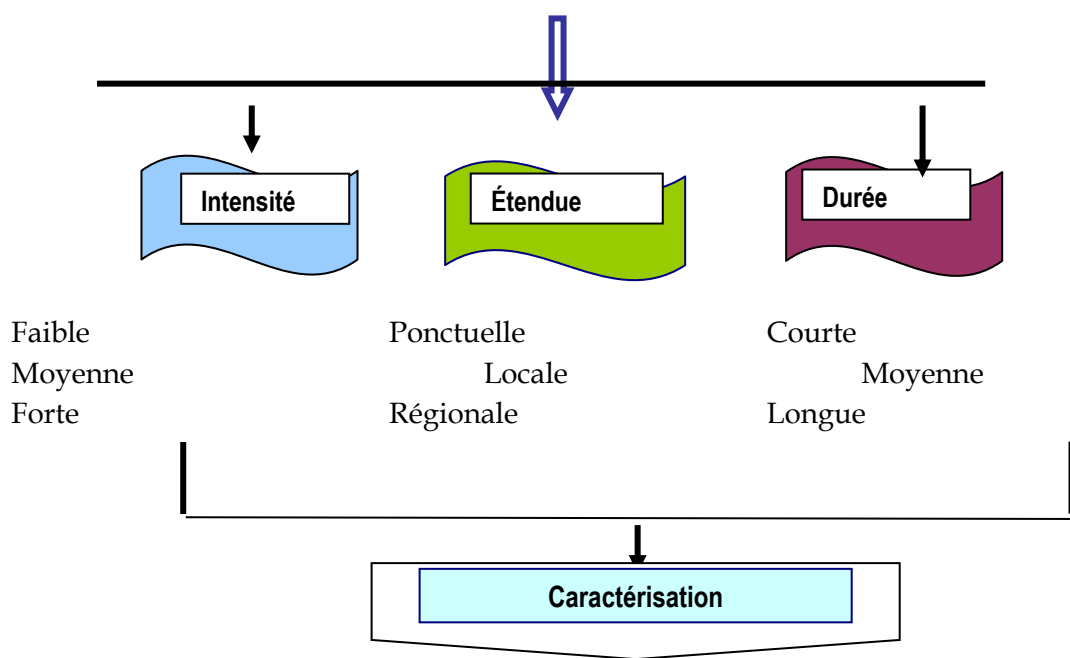 Intensité Étendue Durée
Faible Ponctuelle Courte
Moyenne Locale Moyenne
Forte Régionale Longue
Caractérisation